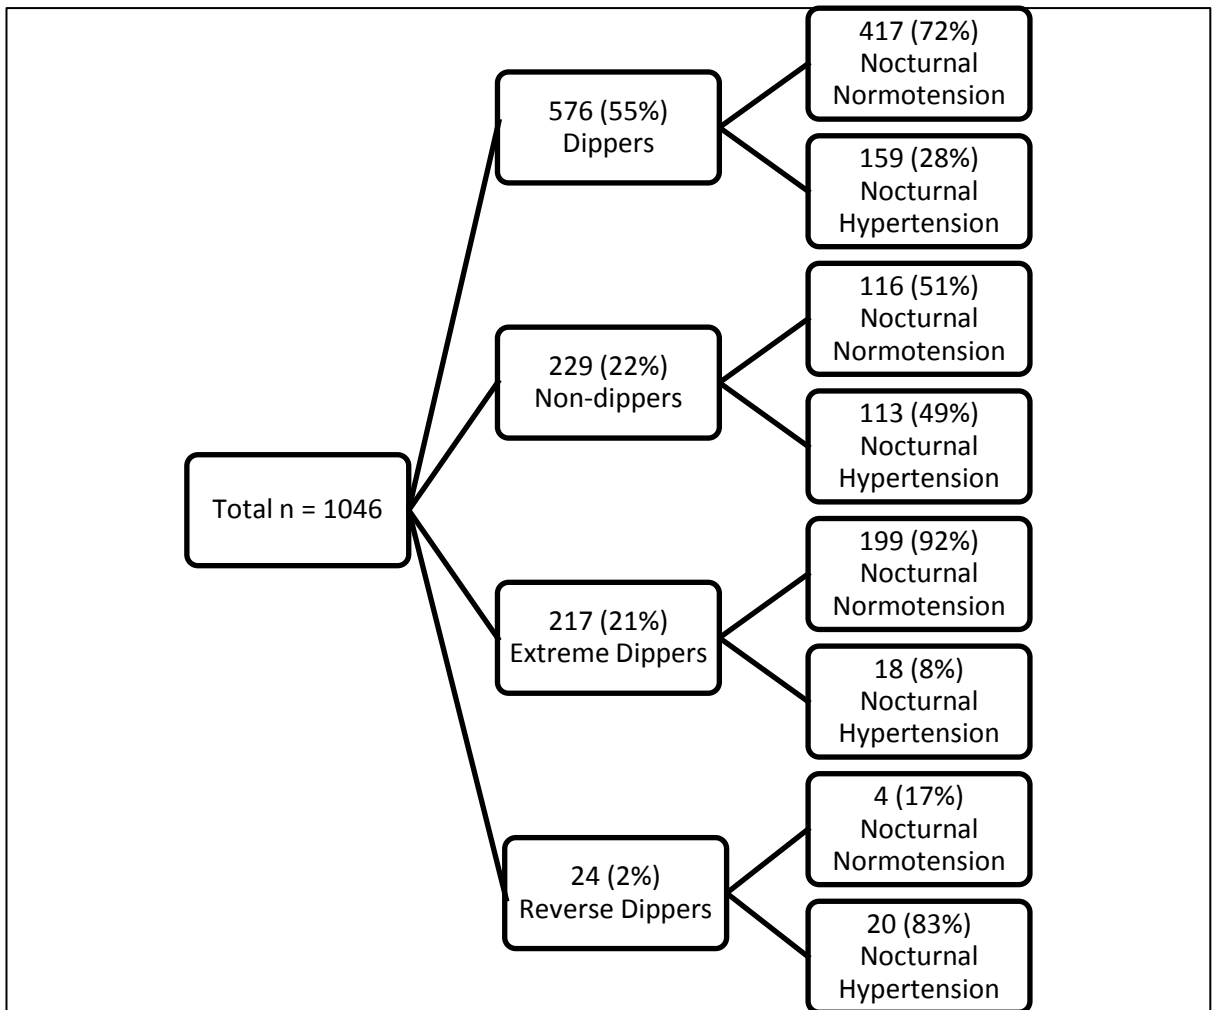 Total n = 1046
576 (55%)
Dippers
417 (72%)
Nocturnal
Normotension
159 (28%)
Nocturnal
Hypertension
229 (22%)
Non-dippers
116 (51%)
Nocturnal
Normotension
113 (49%)
Nocturnal
Hypertension
217 (21%)
Extreme Dippers
199 (92%)
Nocturnal
Normotension
18 (8%)
Nocturnal
Hypertension
24 (2%)
Reverse Dippers
4 (17%)
Nocturnal
Normotension
20 (83%)
Nocturnal
Hypertension